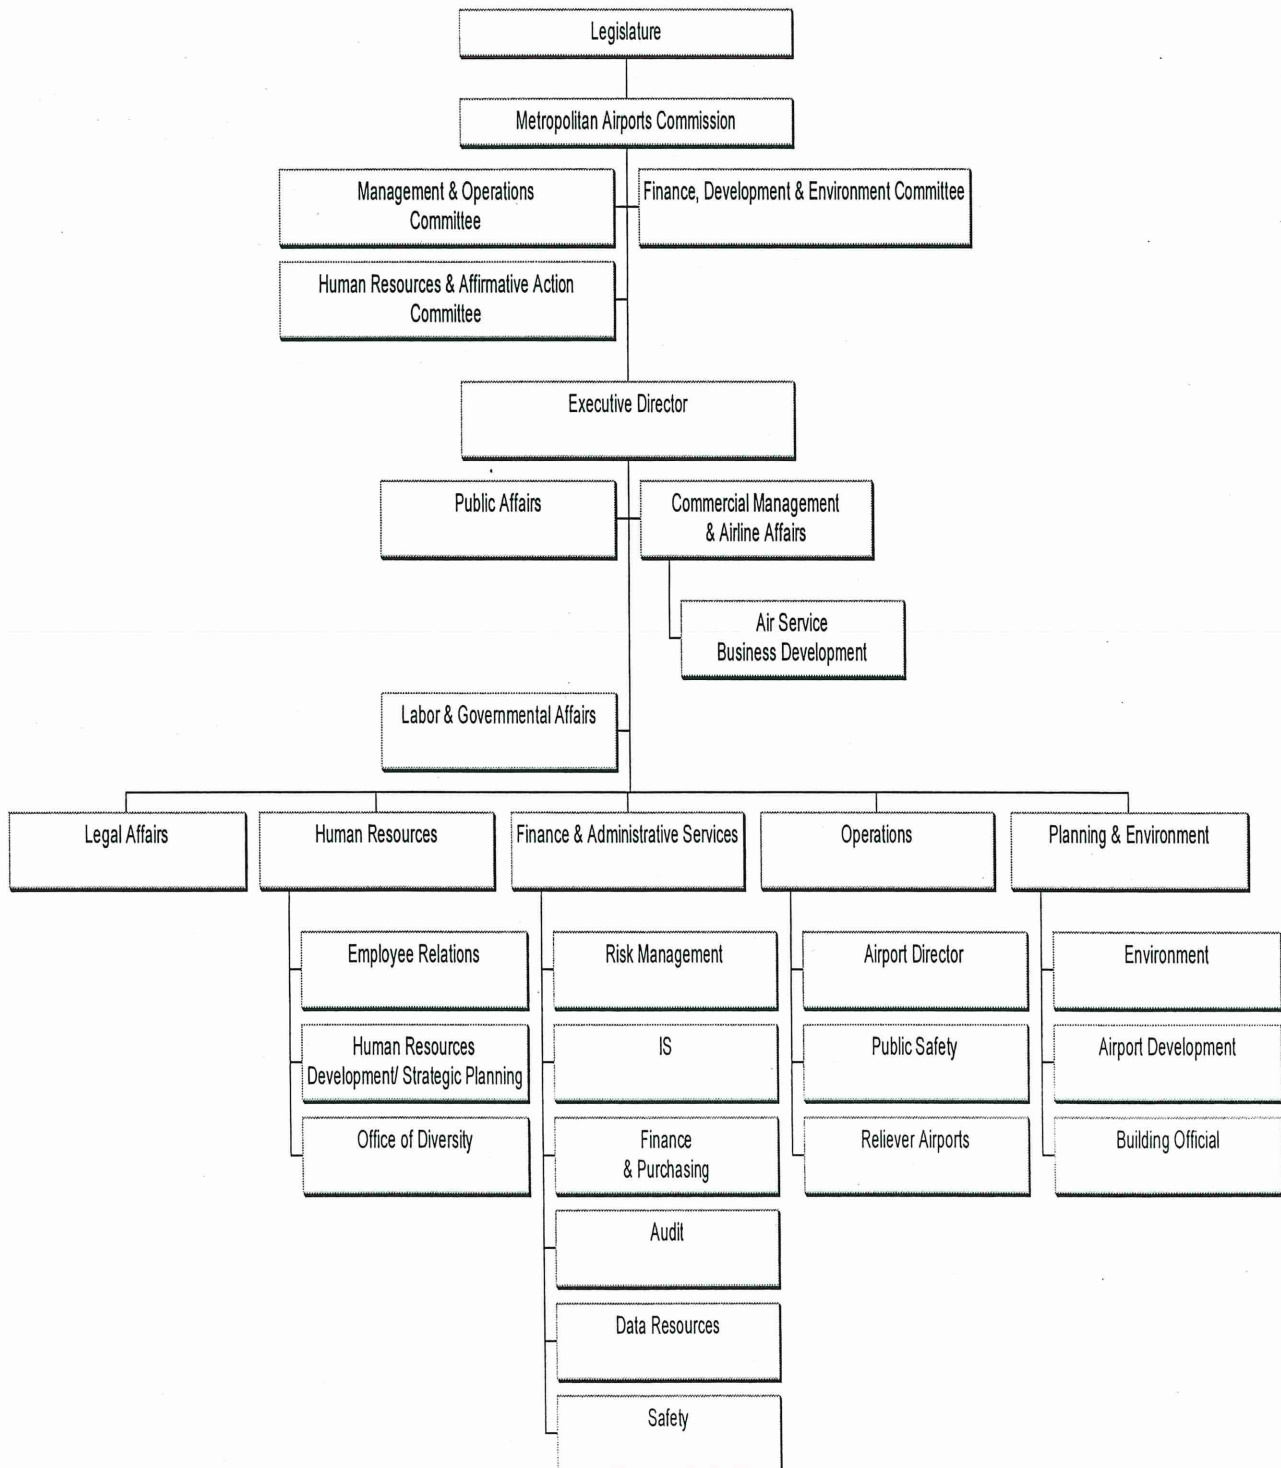 Legislature
Metropolitan Airports Commission
Management & Operations
Committee
Finance, Development & Environment Committee
Human Resources & Affirmative Action
Committee
Executive Director
Public Affairs
Commercial Management
& Airline Affairs
Air Service
Business Development
Labor & Governmental Affairs
Legal Affairs
Human Resources
Finance & Administrative Services
Operations
Planning & Environment
Employee Relations
Human Resources
Development/ Strategic Planning
Office of Diversity
Risk Management
IS
Finance
& Purchasing
Audit
Data Resources
Safety
Airport Director
Public Safety
Reliever Airports
Environment
Airport Development
Building Official